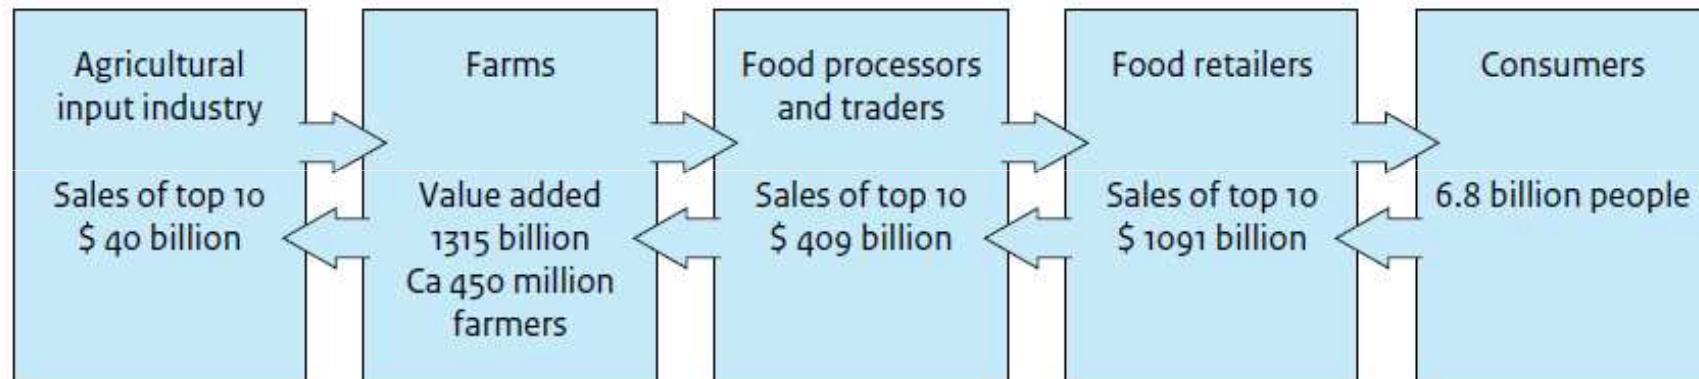 Agricultural
input industry
Sales of top 10
$ 40 billion
Farms
Value added
1315 billion
Ca 450 million
farmers
Food processors
and traders
Sales of top 10
$ 409 billion
Food retailers
Sales of top 10
$ 1091 billion
Consumers
6.8 billion people